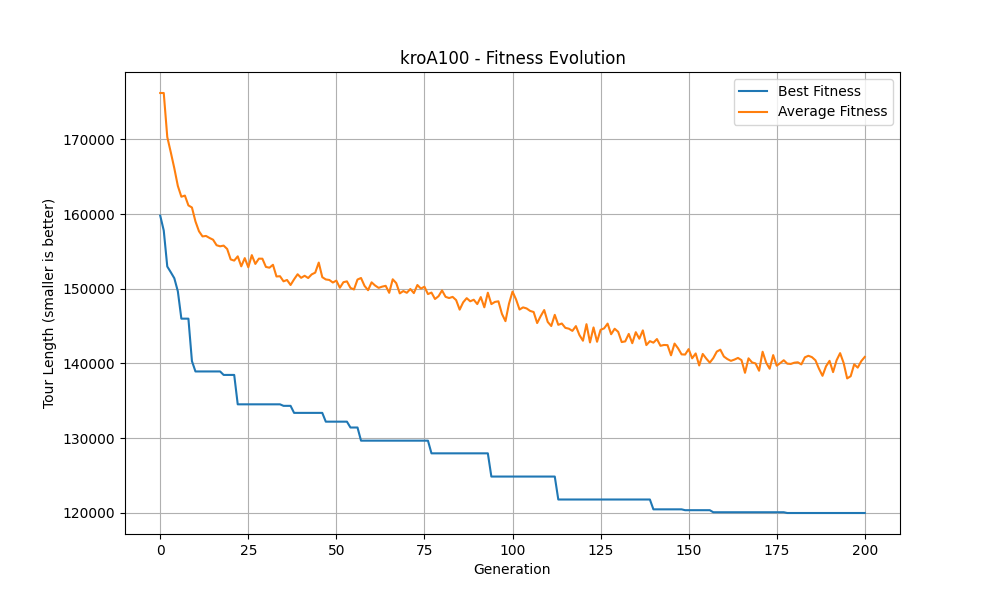 kroA100 - Fitness Evolution
Best Fitness
Average Fitness
Tour Length (smaller is better)
170000
160000
150000
140000
130000
120000
0 25 50 75 100 125 150 175 200
Generation